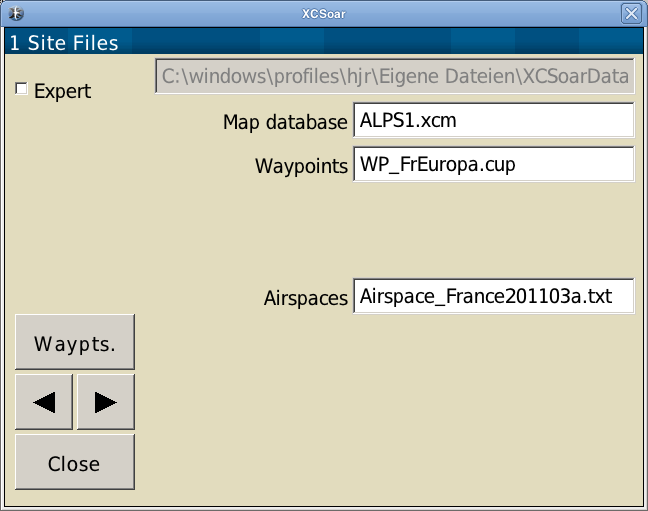 XCSoar
1 Site Files
C:\windows\profiles\hjr\Eigene Dateien\XCSoarData
Expert
Map database ALPS1.xcm
Waypoints WP_FrEuropa.cup
Airspaces Airspace_France201103a.txt
Waypts.
Close